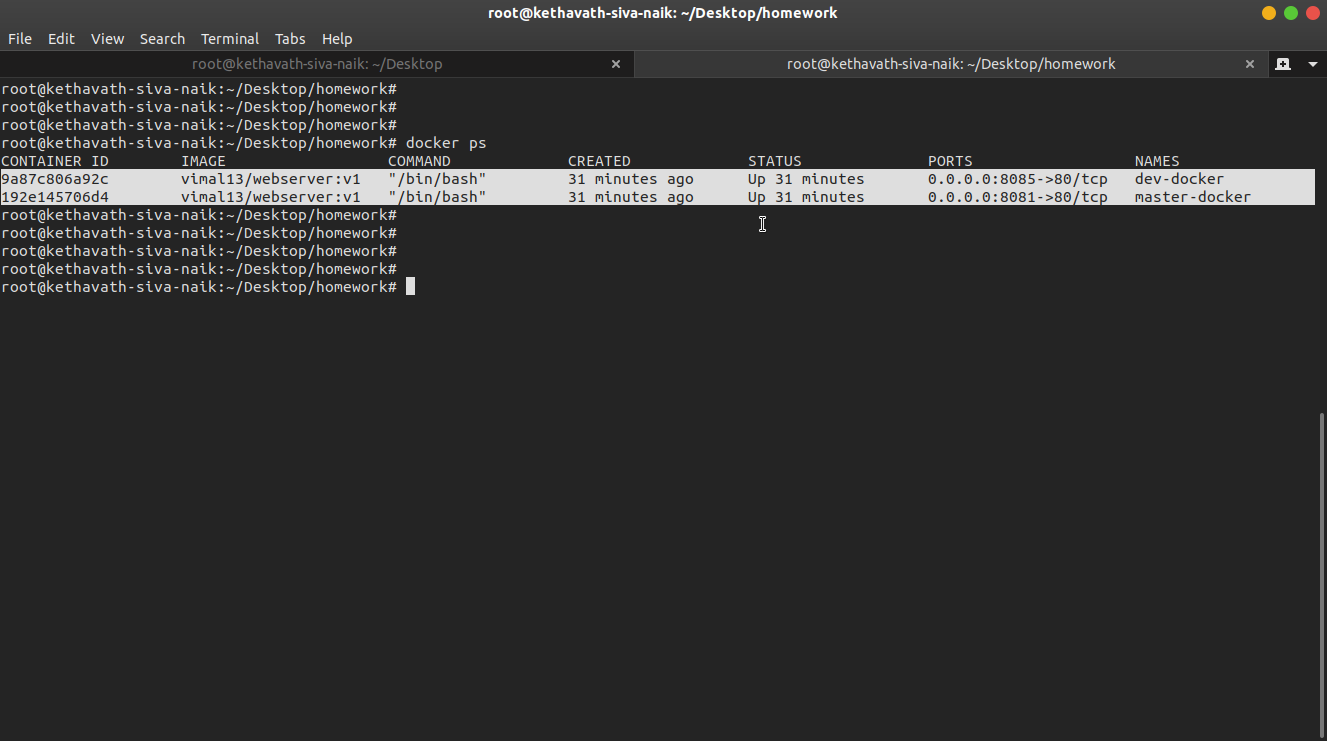 root@kethavath-siva-naik: ~/Desktop/homework
File Edit View Search Terminal Tabs Help
root@kethavath-siva-naik: ~/Desktop × root@kethavath-siva-naik: ~/Desktop/homework ×
root@kethavath-siva-naik:~/Desktop/homework#
root@kethavath-siva-naik:~/Desktop/homework#
root@kethavath-siva-naik:~/Desktop/homework#
root@kethavath-siva-naik:~/Desktop/homework# docker ps
CONTAINER ID IMAGE COMMAND CREATED STATUS PORTS NAMES
9a87c806a92c vimal13/webserver:v1 "/bin/bash" 31 minutes ago Up 31 minutes 0.0.0.0:8085->80/tcp dev-docker
192e145706d4 vimal13/webserver:v1 "/bin/bash" 31 minutes ago Up 31 minutes 0.0.0.0:8081->80/tcp master-docker
root@kethavath-siva-naik:~/Desktop/homework#
root@kethavath-siva-naik:~/Desktop/homework#
root@kethavath-siva-naik:~/Desktop/homework#
root@kethavath-siva-naik:~/Desktop/homework#
root@kethavath-siva-naik:~/Desktop/homework#